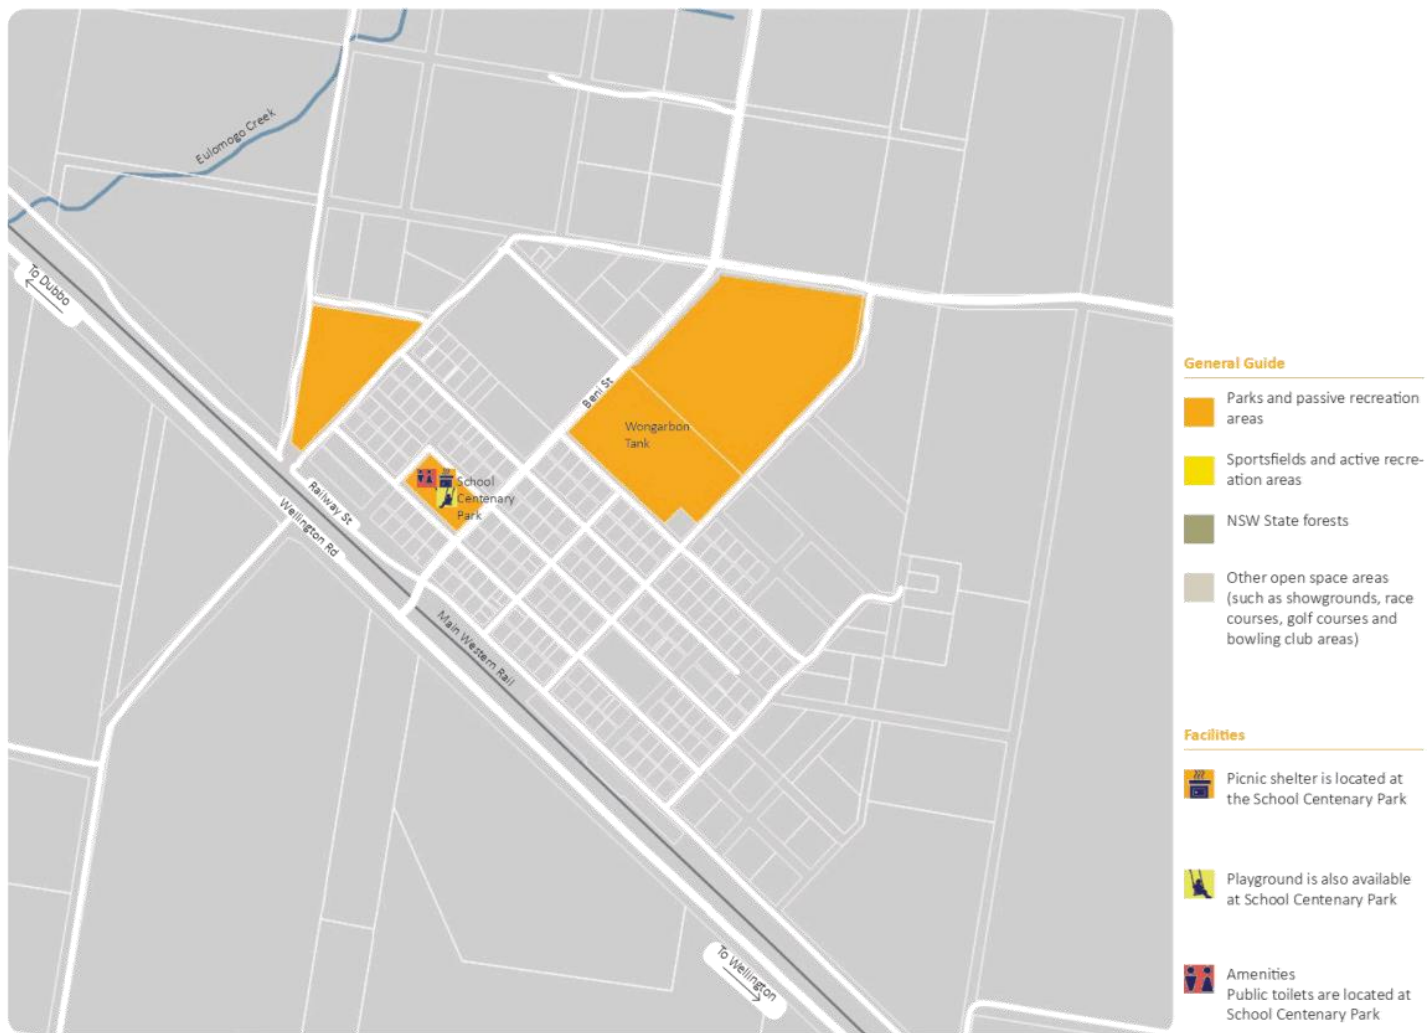 Eulomogo Creek
To Dubbo
Beni St
Wongarbon
Tank
School
Centenary
Park
Railway St
Wellington Rd
Main Western Rail
To Wellington
General Guide
Parks and passive recreation
areas
Sportsfields and active recre-
ation areas
NSW State forests
Other open space areas
(such as showgrounds, race
courses, golf courses and
bowling club areas)
Facilities
Picnic shelter is located at
the School Centenary Park
Playground is also available
at School Centenary Park
Amenities
Public toilets are located at
School Centenary Park